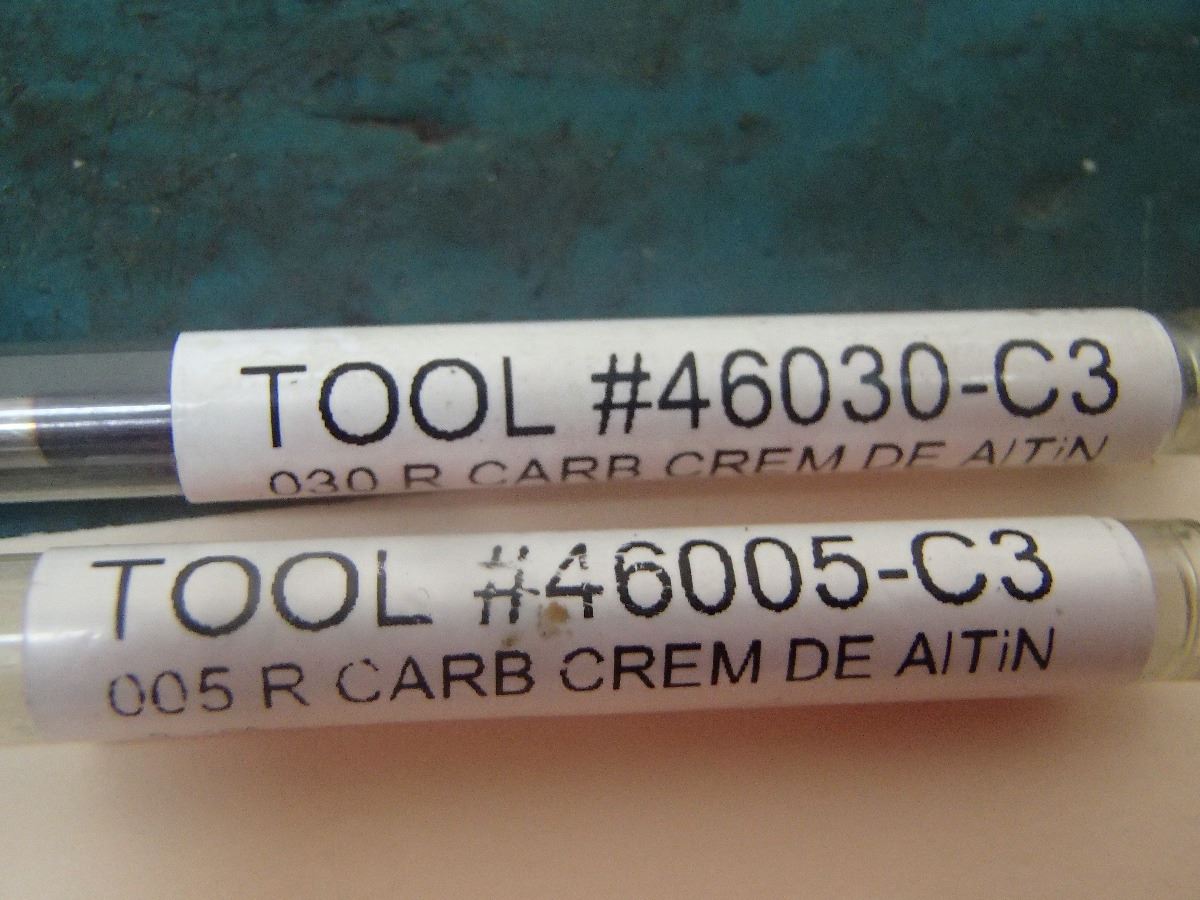 TOOL #46030-C3
030 R CARB CREM DE AlTiN
TOOL #46005-C3
005 R CARB CREM DE AlTiN